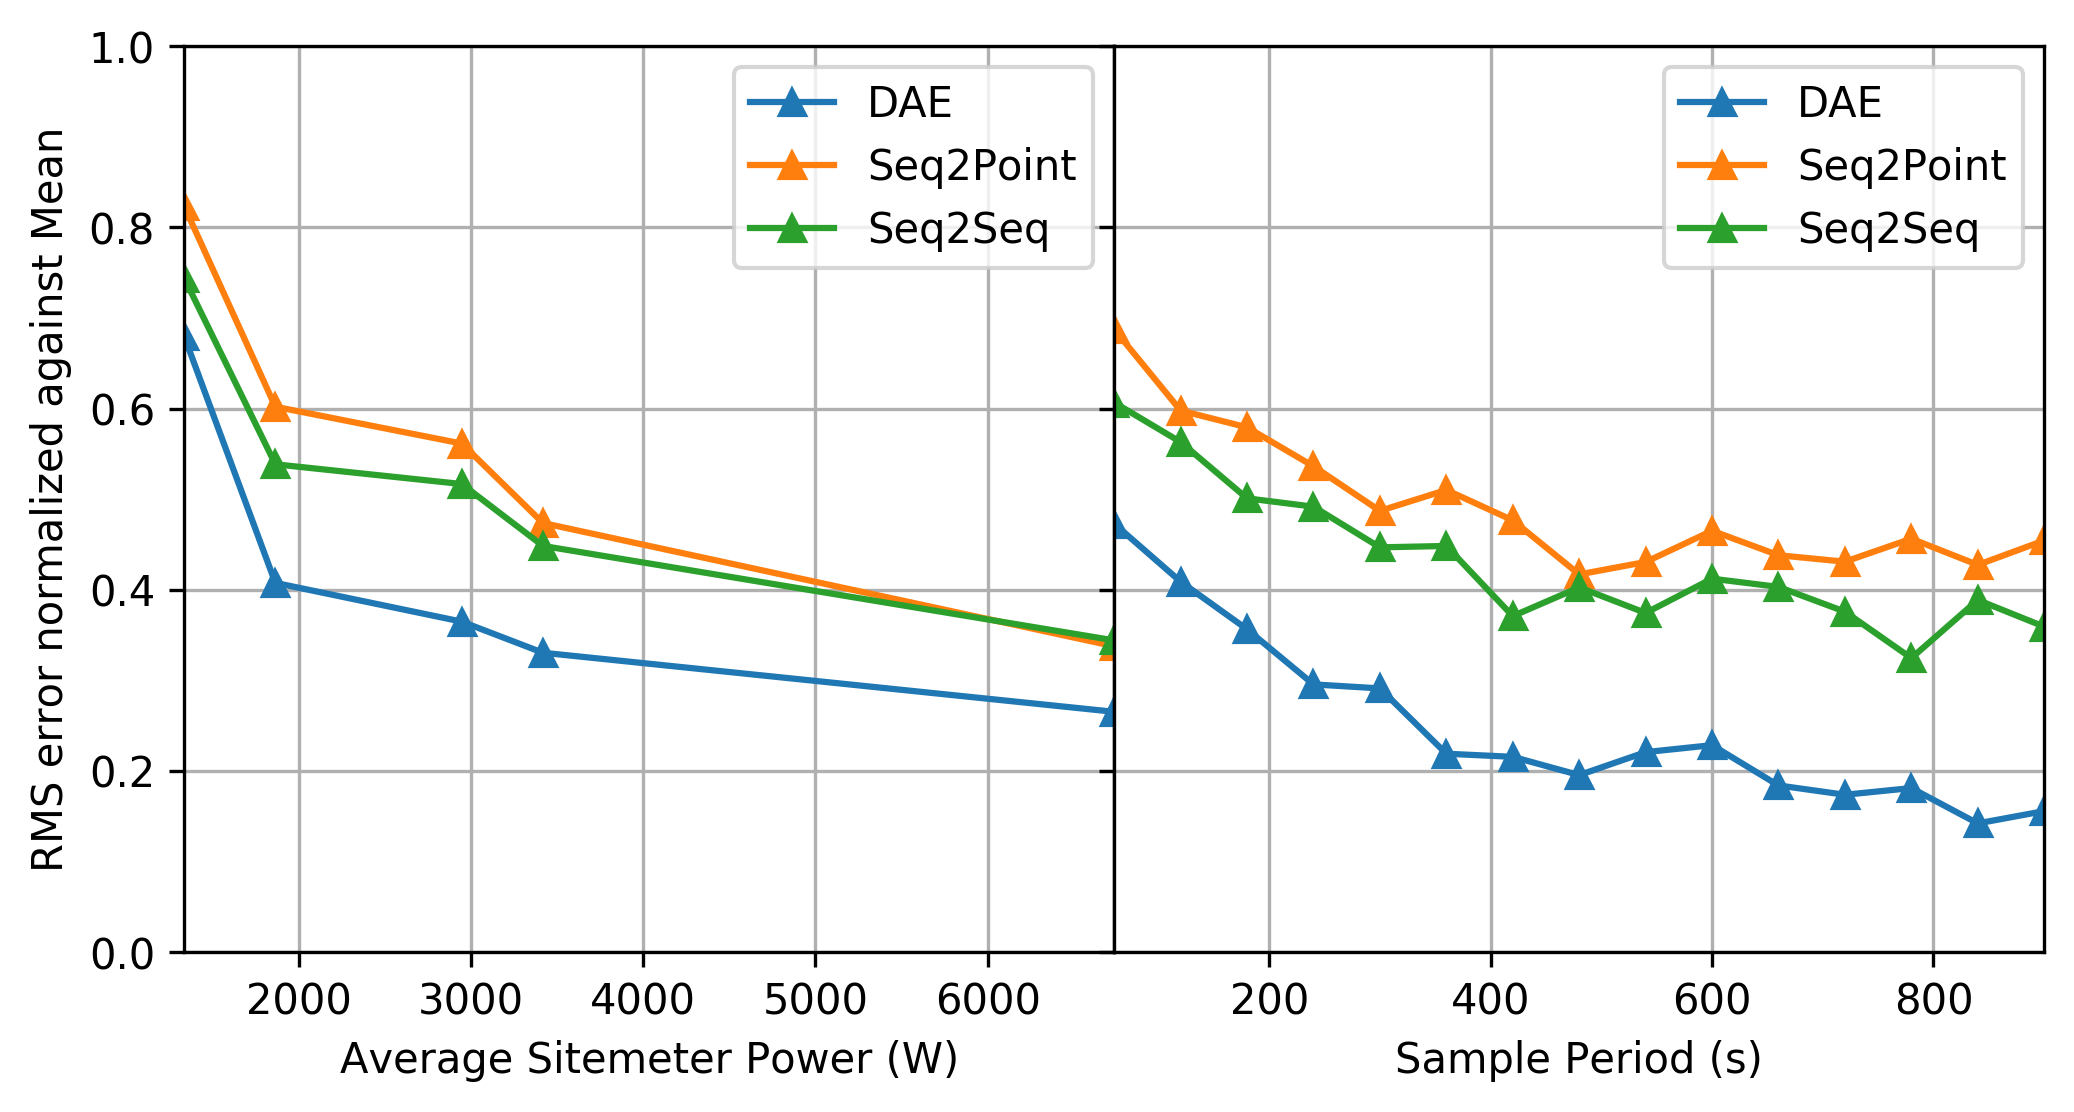 RMS error normalized against Mean
1.0
0.8
0.6
0.4
0.2
0.0
DAE
Seq2Point
Seq2Seq
2000 3000 4000 5000 6000
Average Sitemeter Power (W)
DAE
Seq2Point
Seq2Seq
200 400 600 800
Sample Period (s)